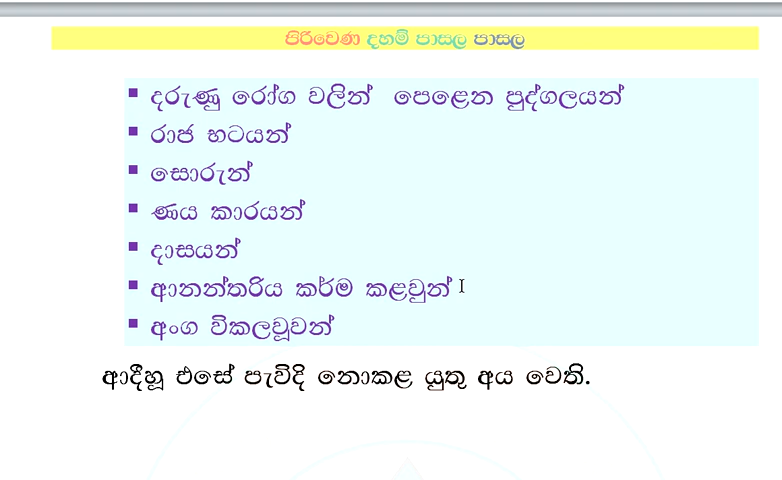 පිරිවෙණ දහම් පාසල පාසල
▪ දරුණු රෝග වලින් පෙළෙන පුද්ගලයන්
▪ රාජ භටයන්
▪ සොරුන්
▪ ණය කාරයන්
▪ දාසයන්
▪ ආනන්තරිය කර්ම කළවුන්
▪ අංග විකලවූවන්
ආදීහූ එසේ පැවිදි නොකළ යුතු අය වෙති.